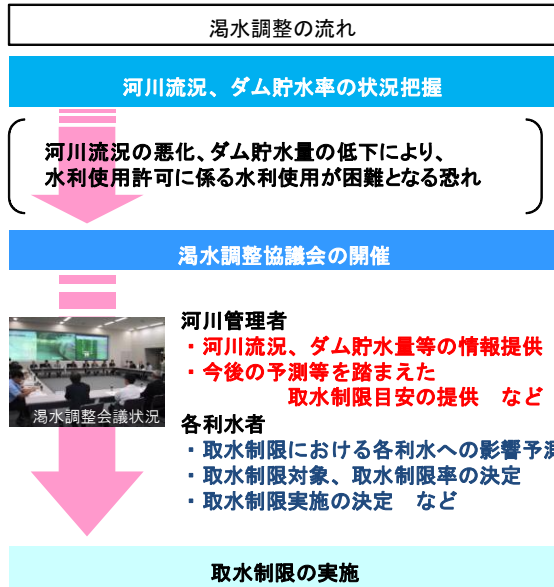 渇水調整の流れ
河川流況、ダム貯水率の状況把握
河川流況の悪化、ダム貯水量の低下により、
水利使用許可に係る水利使用が困難となる恐れ
渇水調整協議会の開催
河川管理者
・河川流況、ダム貯水量等の情報提供
・今後の予測等を踏まえた
取水制限目安の提供　など
渇水調整会議状況
各利水者
・取水制限における各利水への影響予測
・取水制限対象、取水制限率の決定
・取水制限実施の決定　など
取水制限の実施